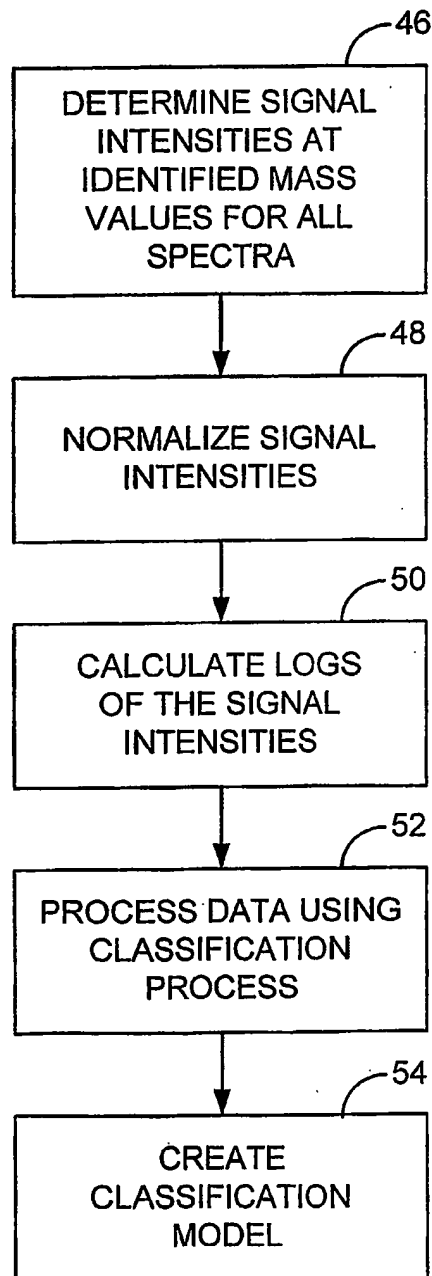 46
DETERMINE SIGNAL
INTENSITIES AT
IDENTIFIED MASS
VALUES FOR ALL
SPECTRA
48
NORMALIZE SIGNAL
INTENSITIES
50
CALCULATE LOGS
OF THE SIGNAL
INTENSITIES
52
PROCESS DATA USING
CLASSIFICATION
PROCESS
54
CREATE
CLASSIFICATION
MODEL